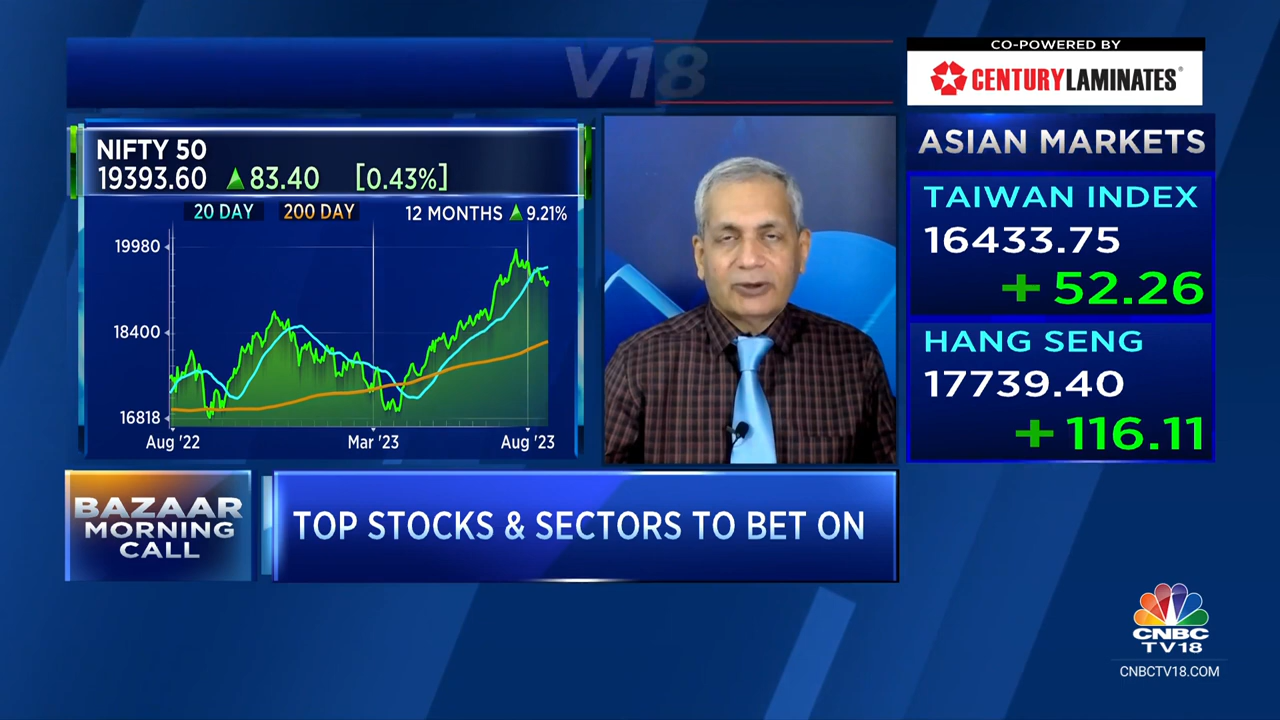 V18
CO-POWERED BY
CENTURYLAMINATES®
NIFTY 50
19393.60 ▲ 83.40 [0.43%]
20 DAY 200 DAY 12 MONTHS ▲ 9.21%
19980
18400
16818
Aug '22 Mar '23 Aug '23
ASIAN MARKETS
TAIWAN INDEX
16433.75
+ 52.26
HANG SENG
17739.40
+ 116.11
BAZAAR
MORNING
CALL
TOP STOCKS & SECTORS TO BET ON
CNBC
TV18
CNBCTV18.COM